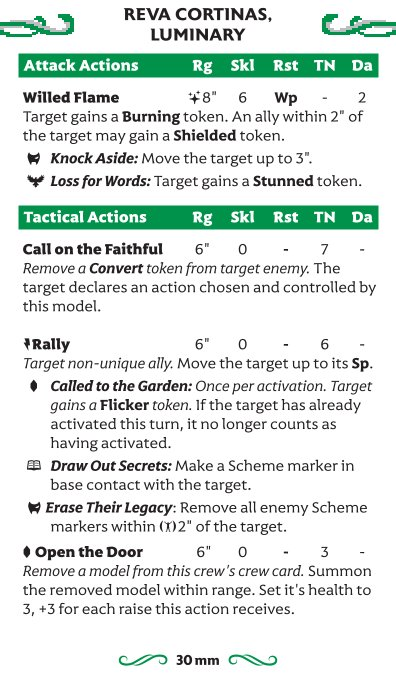 REVA CORTINAS,
LUMINARY
Attack Actions Rg Skl Rst TN Da
Willed Flame 8" 6 Wp - 2
Target gains a Burning token. An ally within 2" of
the target may gain a Shielded token.
Knock Aside: Move the target up to 3".
Loss for Words: Target gains a Stunned token.
Tactical Actions Rg Skl Rst TN Da
Call on the Faithful 6" 0 - 7 -
Remove a Convert token from target enemy. The
target declares an action chosen and controlled by
this model.
Rally 6" 0 - 6 -
Target non-unique ally. Move the target up to its Sp.
Called to the Garden: Once per activation. Target
gains a Flicker token. If the target has already
activated this turn, it no longer counts as
having activated.
Draw Out Secrets: Make a Scheme marker in
base contact with the target.
Erase Their Legacy: Remove all enemy Scheme
markers within 2" of the target.
Open the Door 6" 0 - 3 -
Remove a model from this crew's crew card. Summon
the removed model within range. Set it's health to
3, +3 for each raise this action receives.
30 mm